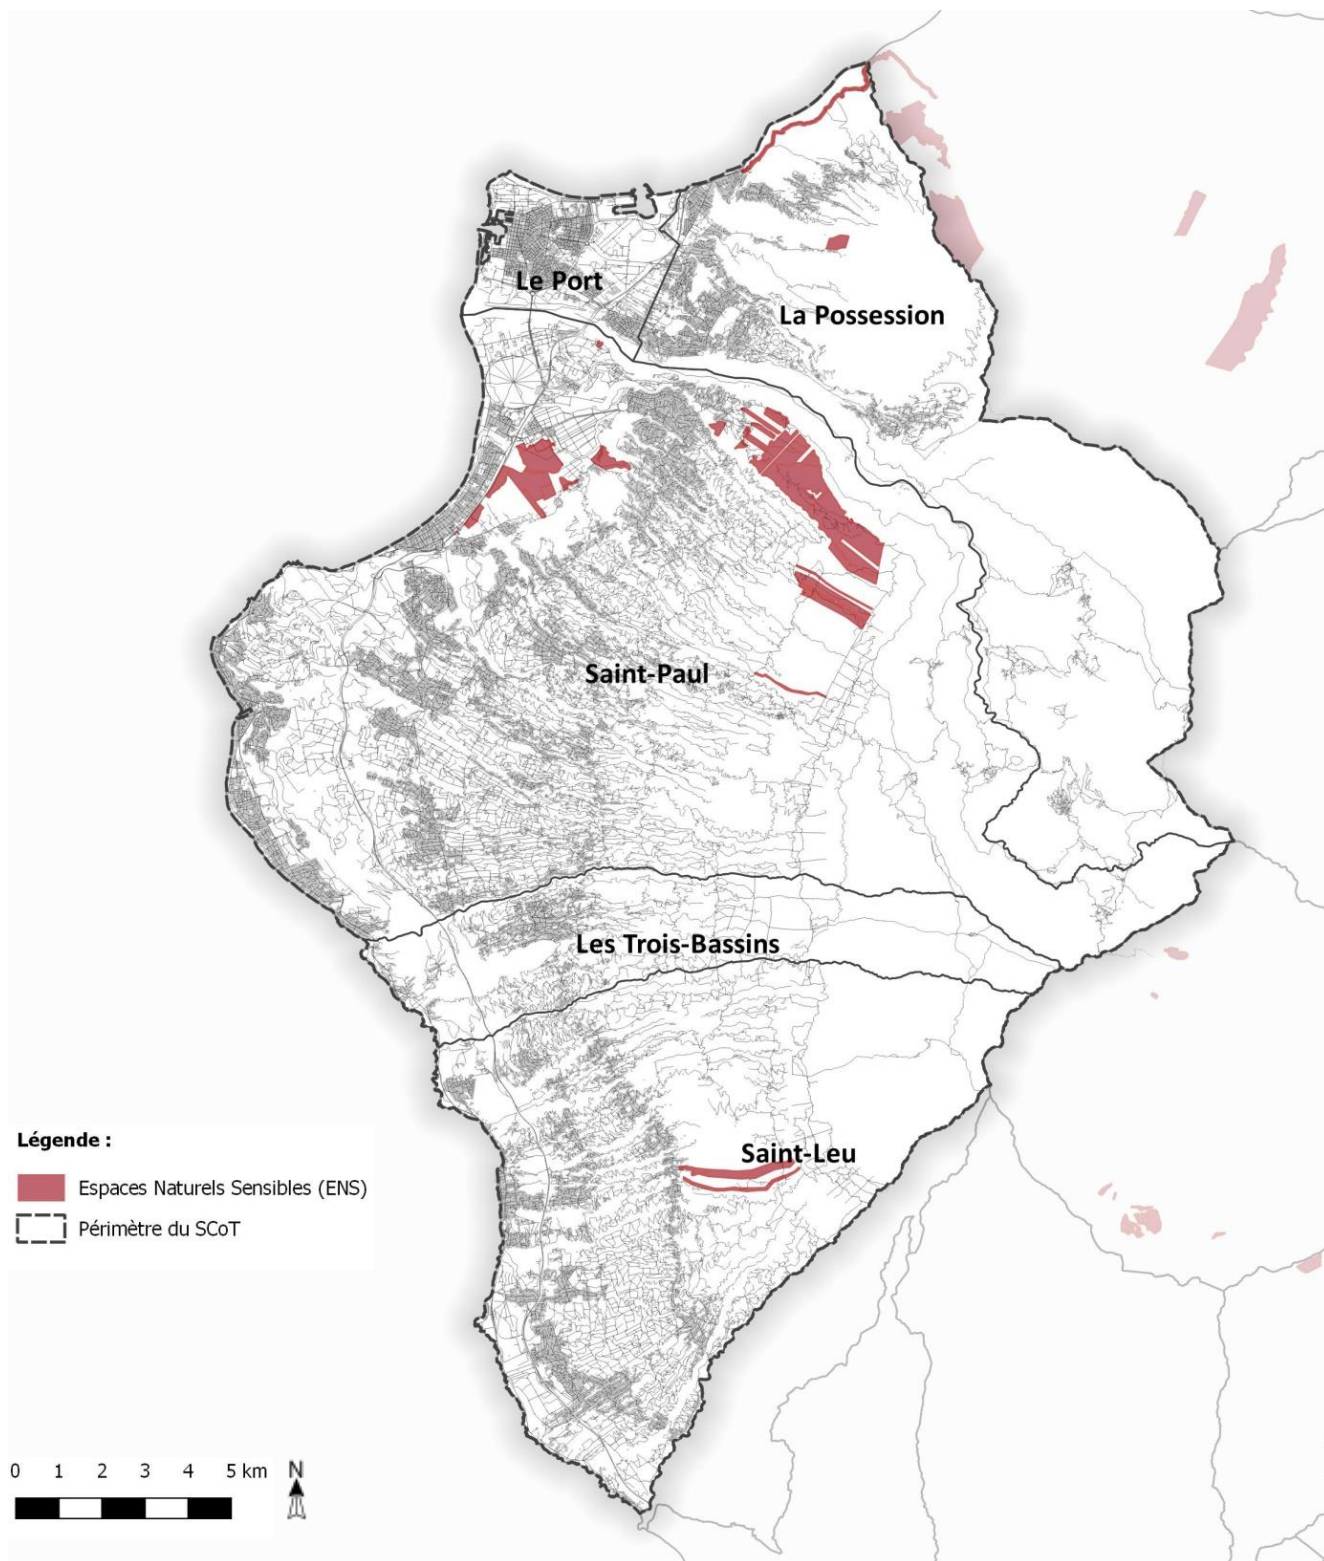 Le Port
La Possession
Saint-Paul
Les Trois-Bassins
Saint-Leu
Légende :
Espaces Naturels Sensibles (ENS)
Périmètre du SCoT
0 1 2 3 4 5 km
N